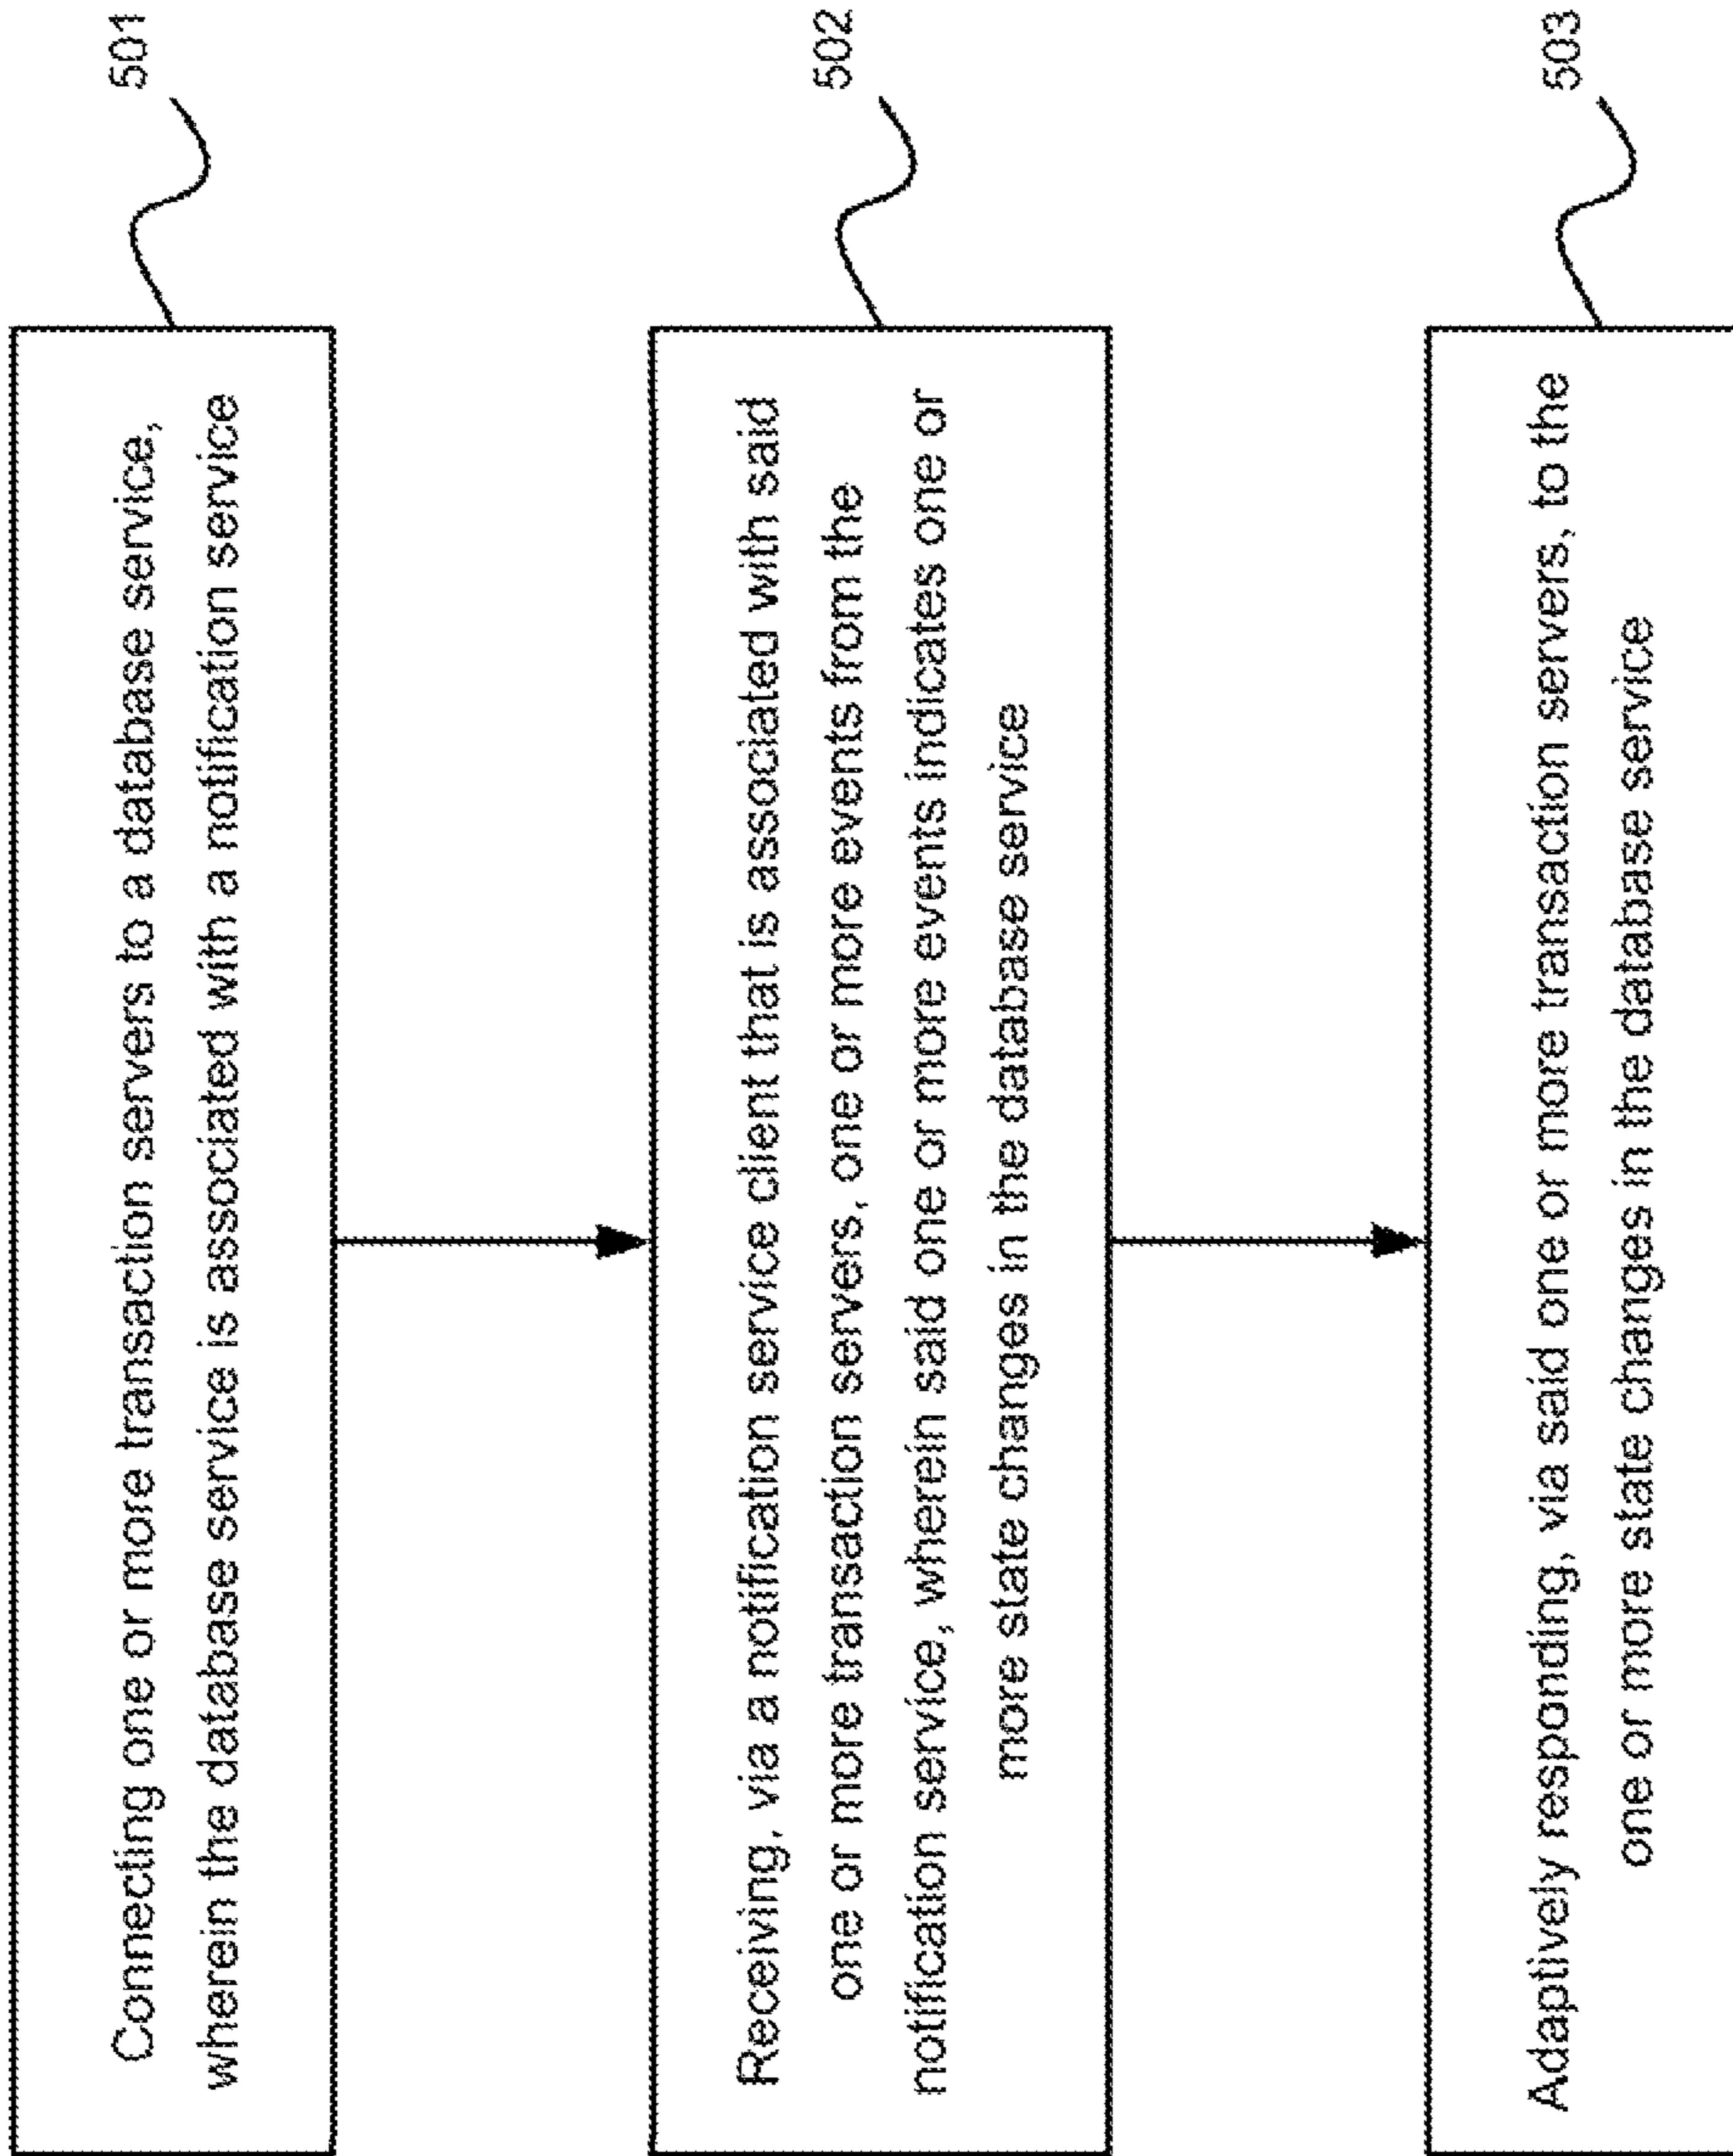 Connecting one or more transaction servers to a database service,
wherein the database service is associated with a notification service
501
Receiving, via a notification service client that is associated with said
one or more transaction servers, one or more events from the
notification service, wherein said one or more events indicates one or
more state changes in the database service
502
Adaptively responding, via said one or more transaction servers, to the
one or more state changes in the database service
503